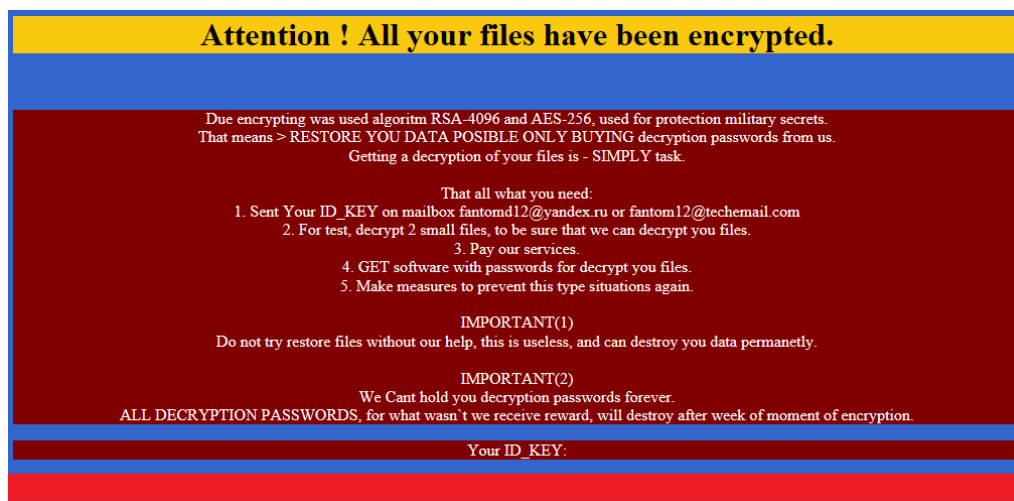 Attention ! All your files have been encrypted.
Due encrypting was used algoritm RSA-4096 and AES-256, used for protection military secrets.
That means > RESTORE YOU DATA POSIBLE ONLY BUYING decryption passwords from us.
Getting a decryption of your files is - SIMPLY task.
That all what you need:
1. Sent Your ID_KEY on mailbox fantomd12@yandex.ru or fantom12@techemail.com
2. For test, decrypt 2 small files, to be sure that we can decrypt you files.
3. Pay our services.
4. GET software with passwords for decrypt you files.
5. Make measures to prevent this type situations again.
IMPORTANT(1)
Do not try restore files without our help, this is useless, and can destroy you data permanetly.
IMPORTANT(2)
We Cant hold you decryption passwords forever.
ALL DECRYPTION PASSWORDS, for what wasn`t we receive reward, will destroy after week of moment of encryption.
Your ID_KEY: